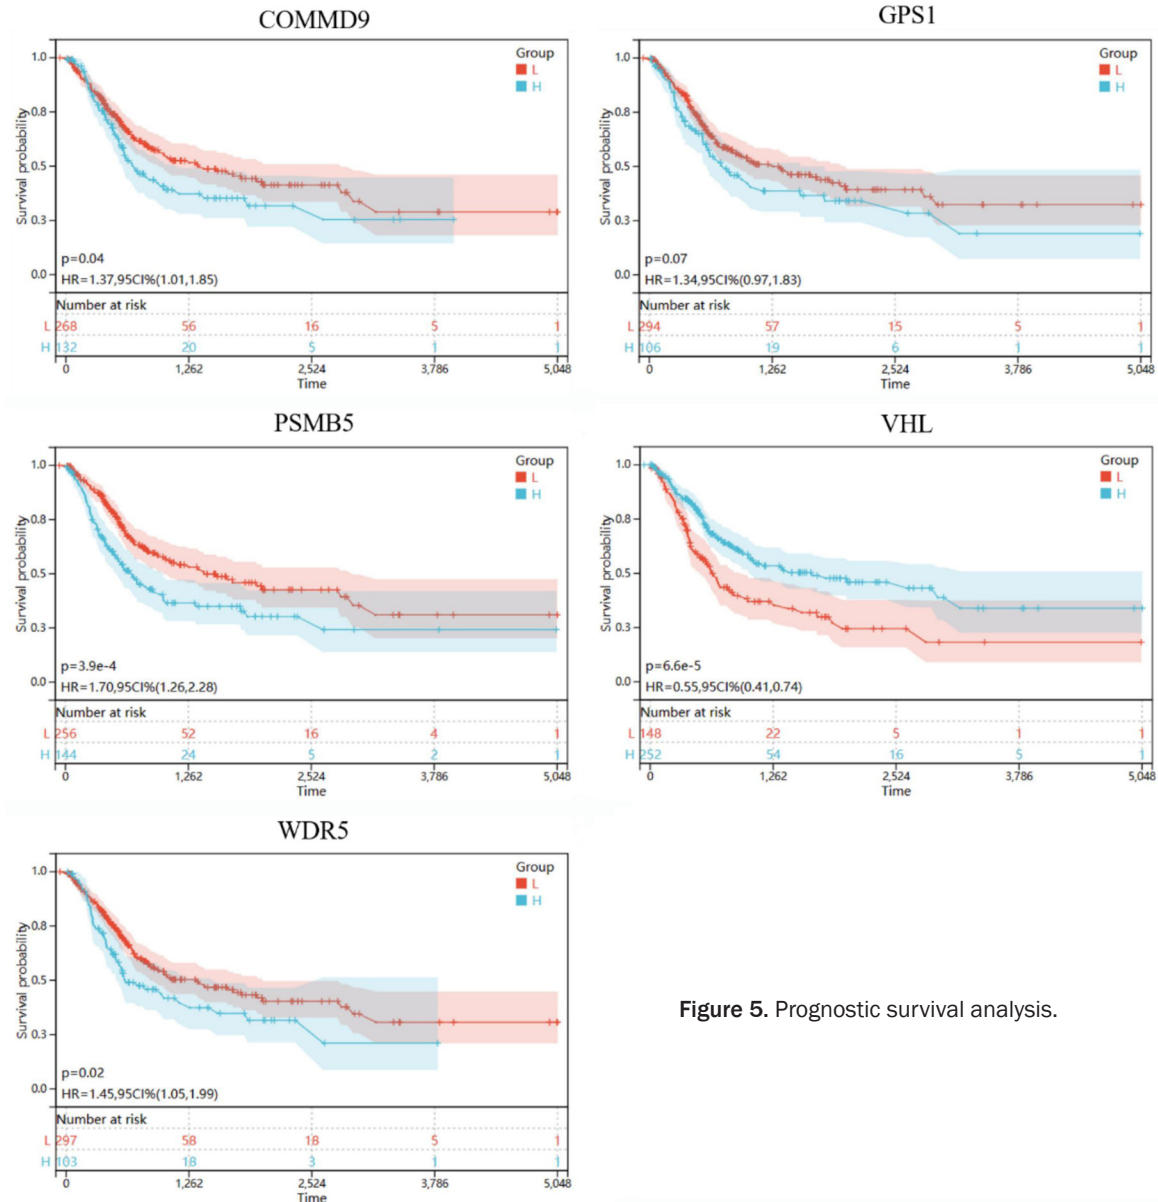 COMMD9
Group
L
H
Survival probability
1.0
0.8
0.5
0.3
0.0
p=0.04
HR=1.37,95CI%(1.01,1.85)
Number at risk
L 268 56 16 5 1
H 132 20 5 1 1
0 1,262 2,524 3,786 5,048
Time
GPS1
Group
L
H
Survival probability
1.0
0.8
0.5
0.3
0.0
p=0.07
HR=1.34,95CI%(0.97,1.83)
Number at risk
L 294 57 15 5 1
H 106 19 6 1 1
0 1,262 2,524 3,786 5,048
Time
PSMB5
Group
L
H
Survival probability
1.0
0.8
0.5
0.3
0.0
p=3.9e-4
HR=1.70,95CI%(1.26,2.28)
Number at risk
L 256 52 16 4 1
H 144 24 5 2 1
0 1,262 2,524 3,786 5,048
Time
VHL
Group
L
H
Survival probability
1.0
0.8
0.5
0.3
0.0
p=6.6e-5
HR=0.55,95CI%(0.41,0.74)
Number at risk
L 148 22 5 1 1
H 252 54 16 5 1
0 1,262 2,524 3,786 5,048
Time
WDR5
Group
L
H
Survival probability
1.0
0.8
0.5
0.3
0.0
p=0.02
HR=1.45,95CI%(1.05,1.99)
Number at risk
L 297 58 18 5 1
H 103 18 3 1 1
0 1,262 2,524 3,786 5,048
Time
Figure 5. Prognostic survival analysis.